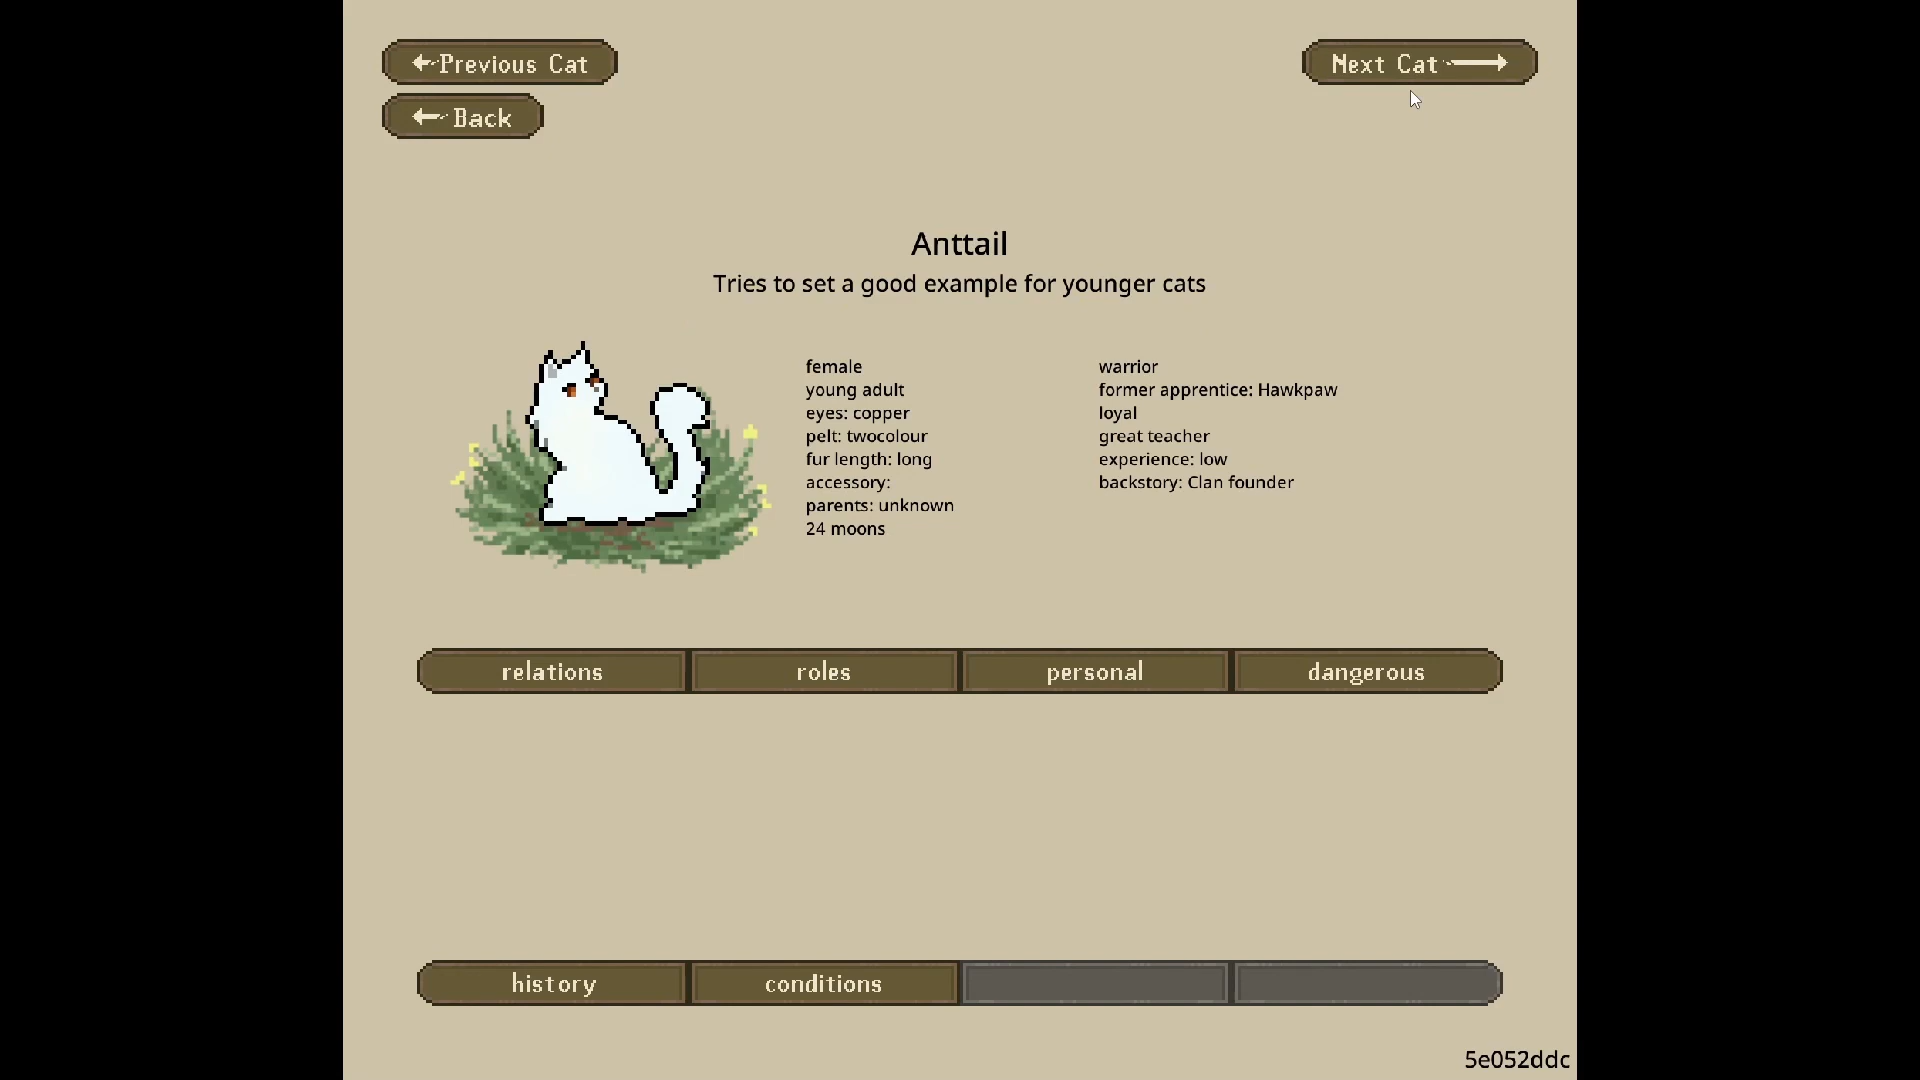 Previous Cat
Next Cat
Back
Anttail
Tries to set a good example for younger cats
female
young adult
eyes: copper
pelt: twocolour
fur length: long
accessory:
parents: unknown
24 moons
warrior
former apprentice: Hawkpaw
loyal
great teacher
experience: low
backstory: Clan founder
relations
roles
personal
dangerous
history
conditions
5e052ddc